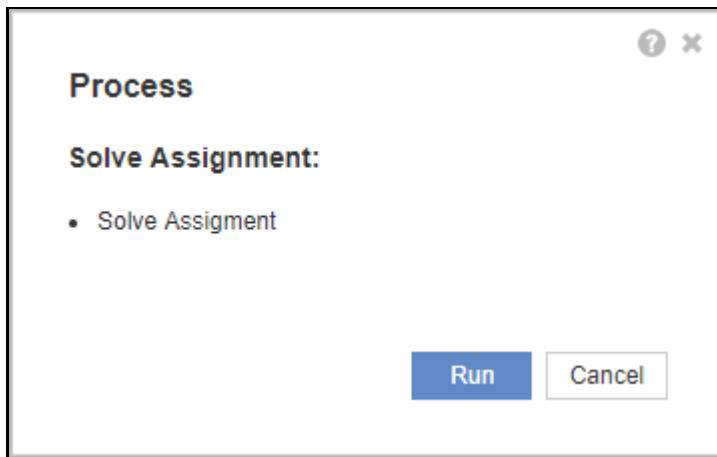 Process
Solve Assignment:
• Solve Assigment
Run Cancel